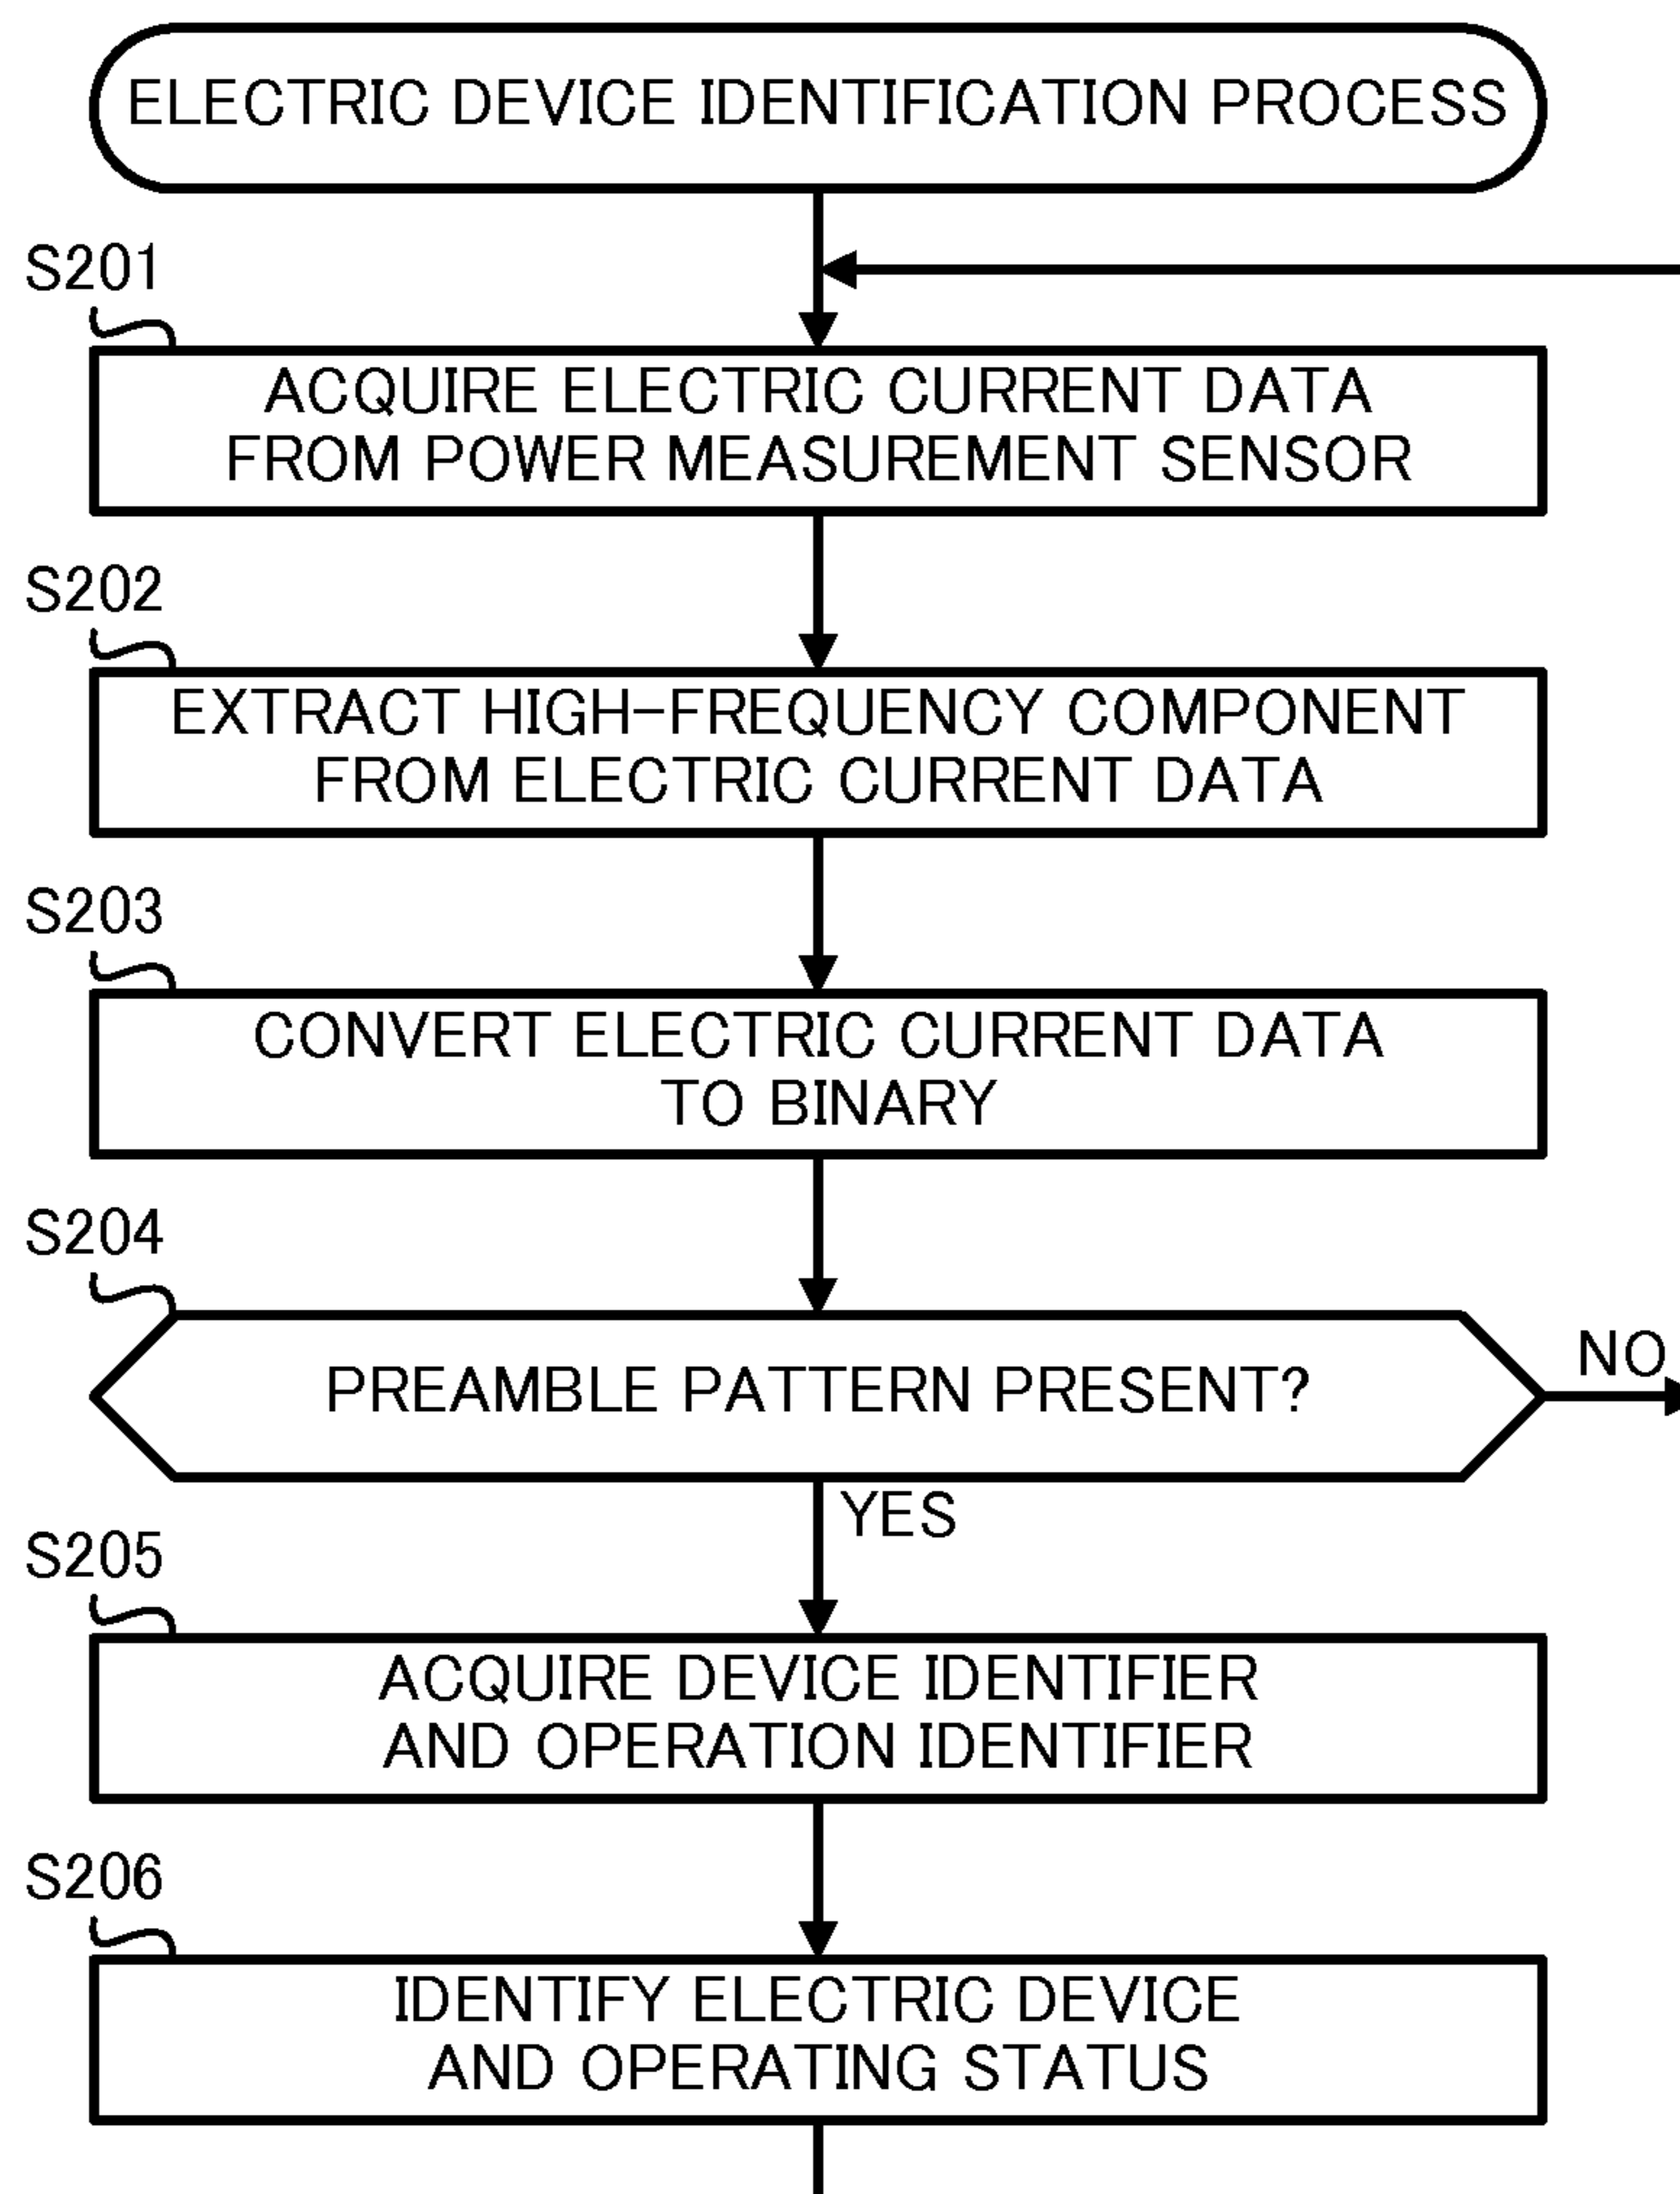 ELECTRIC DEVICE IDENTIFICATION PROCESS
S201
ACQUIRE ELECTRIC CURRENT DATA
FROM POWER MEASUREMENT SENSOR
S202
EXTRACT HIGH-FREQUENCY COMPONENT
FROM ELECTRIC CURRENT DATA
S203
CONVERT ELECTRIC CURRENT DATA
TO BINARY
S204
PREAMBLE PATTERN PRESENT?
NO
YES
S205
ACQUIRE DEVICE IDENTIFIER
AND OPERATION IDENTIFIER
S206
IDENTIFY ELECTRIC DEVICE
AND OPERATING STATUS